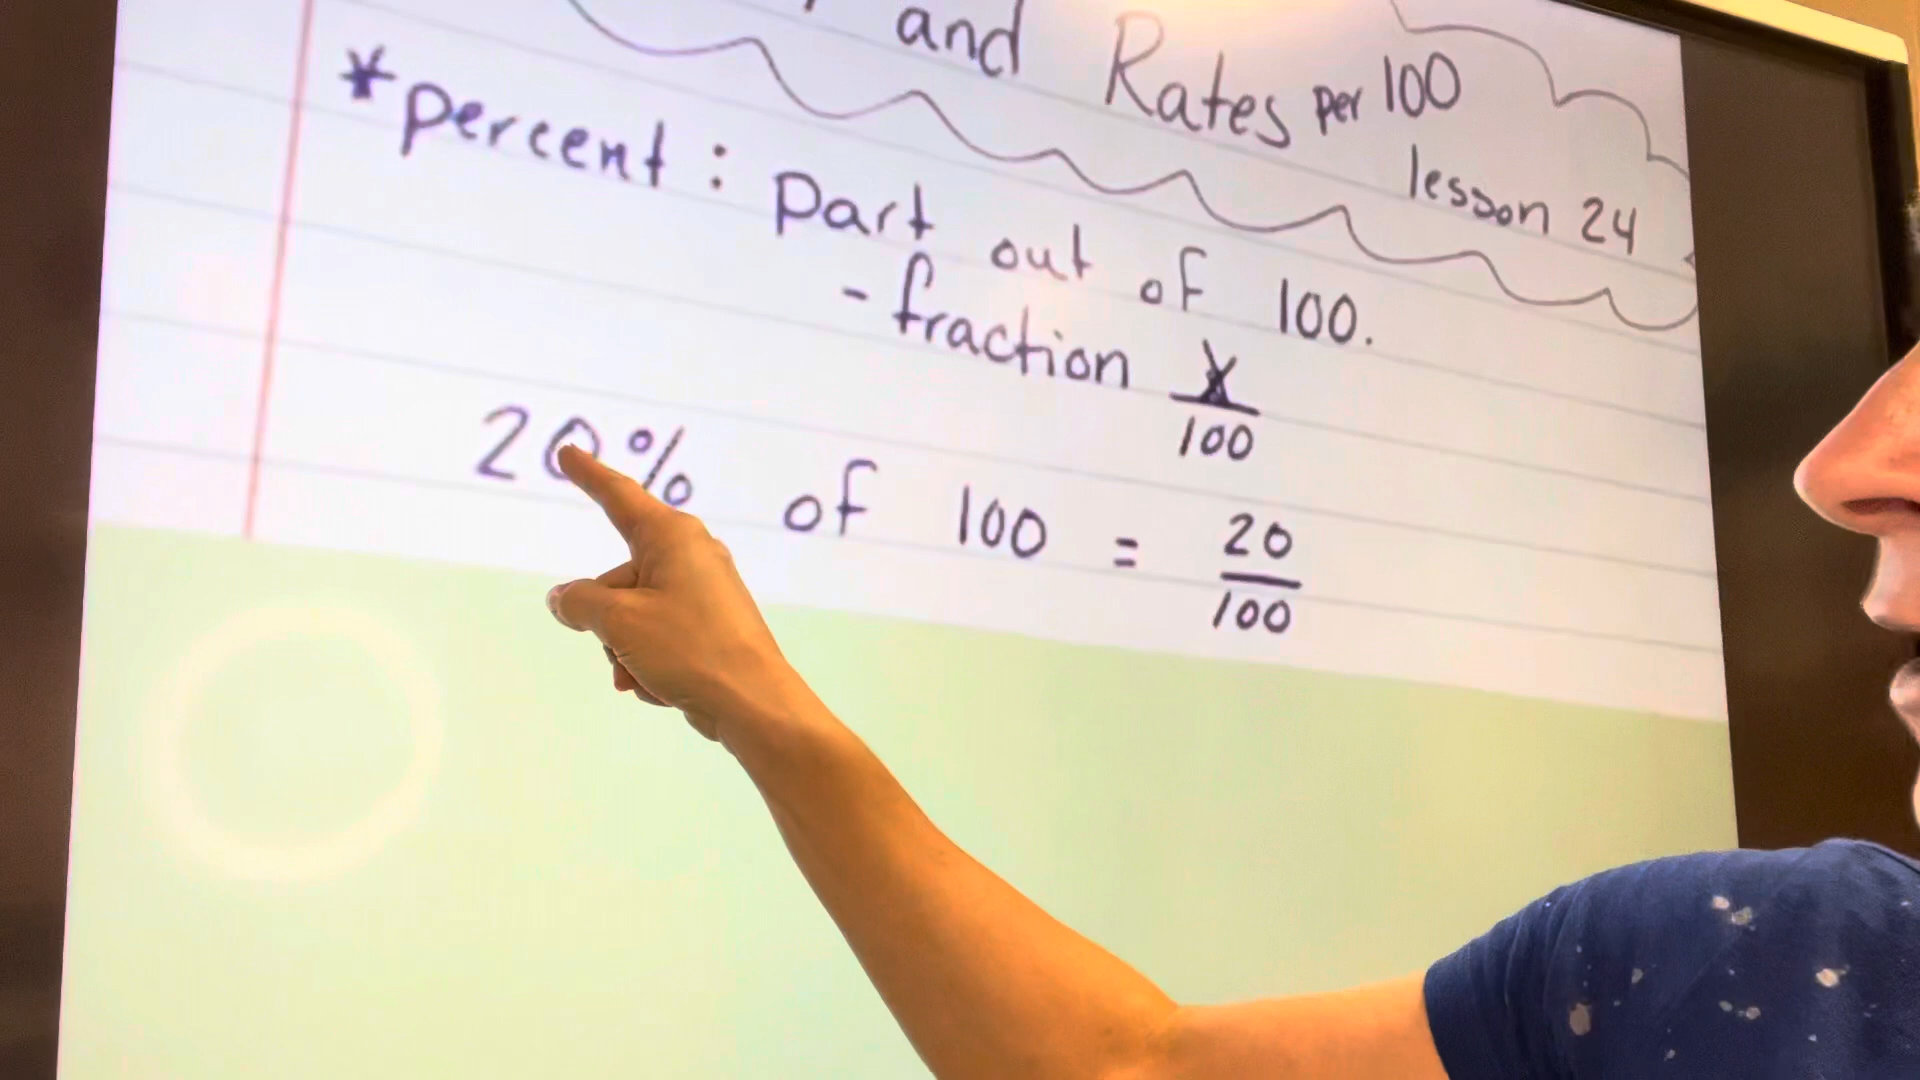 and Rates per 100
lesson 24
*percent: Part out of 100.
- fraction x/100
20% of 100 = 20/100